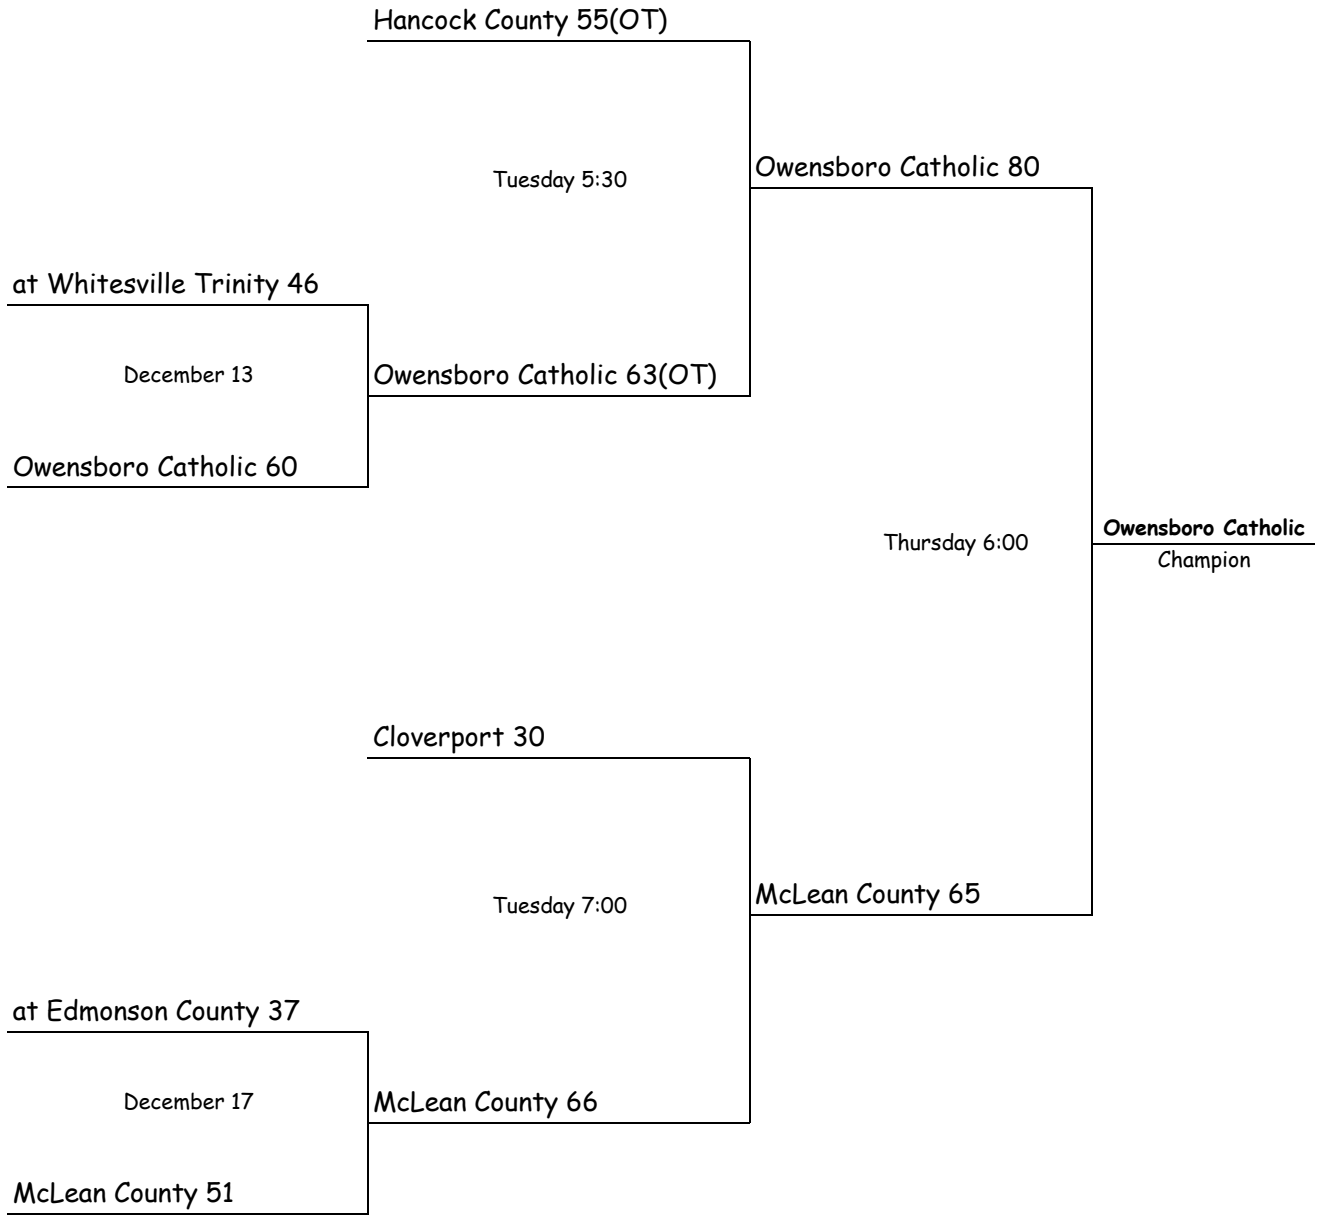 Hancock County 55(OT)
Tuesday 5:30
Owensboro Catholic 80
at Whitesville Trinity 46
December 13
Owensboro Catholic 63(OT)
Owensboro Catholic 60
Thursday 6:00
Owensboro Catholic
Champion
Cloverport 30
Tuesday 7:00
McLean County 65
at Edmonson County 37
December 17
McLean County 66
McLean County 51